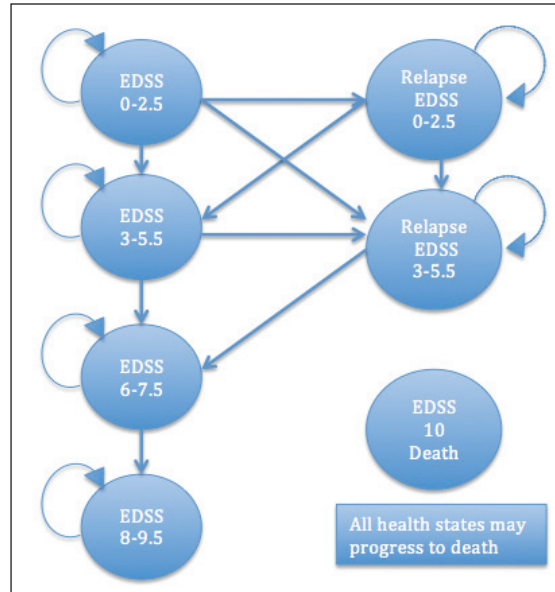 EDSS
0-2.5
Relapse
EDSS
0-2.5
EDSS
3-5.5
Relapse
EDSS
3-5.5
EDSS
6-7.5
EDSS
10
Death
EDSS
8-9.5
All health states may
progress to death